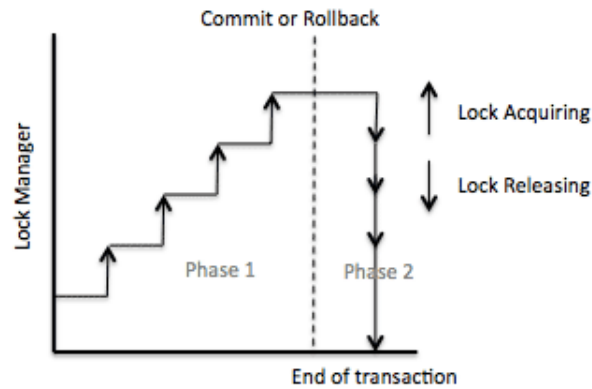 Commit or Rollback
Lock Manager
Lock Acquiring
Lock Releasing
Phase 1
Phase 2
End of transaction